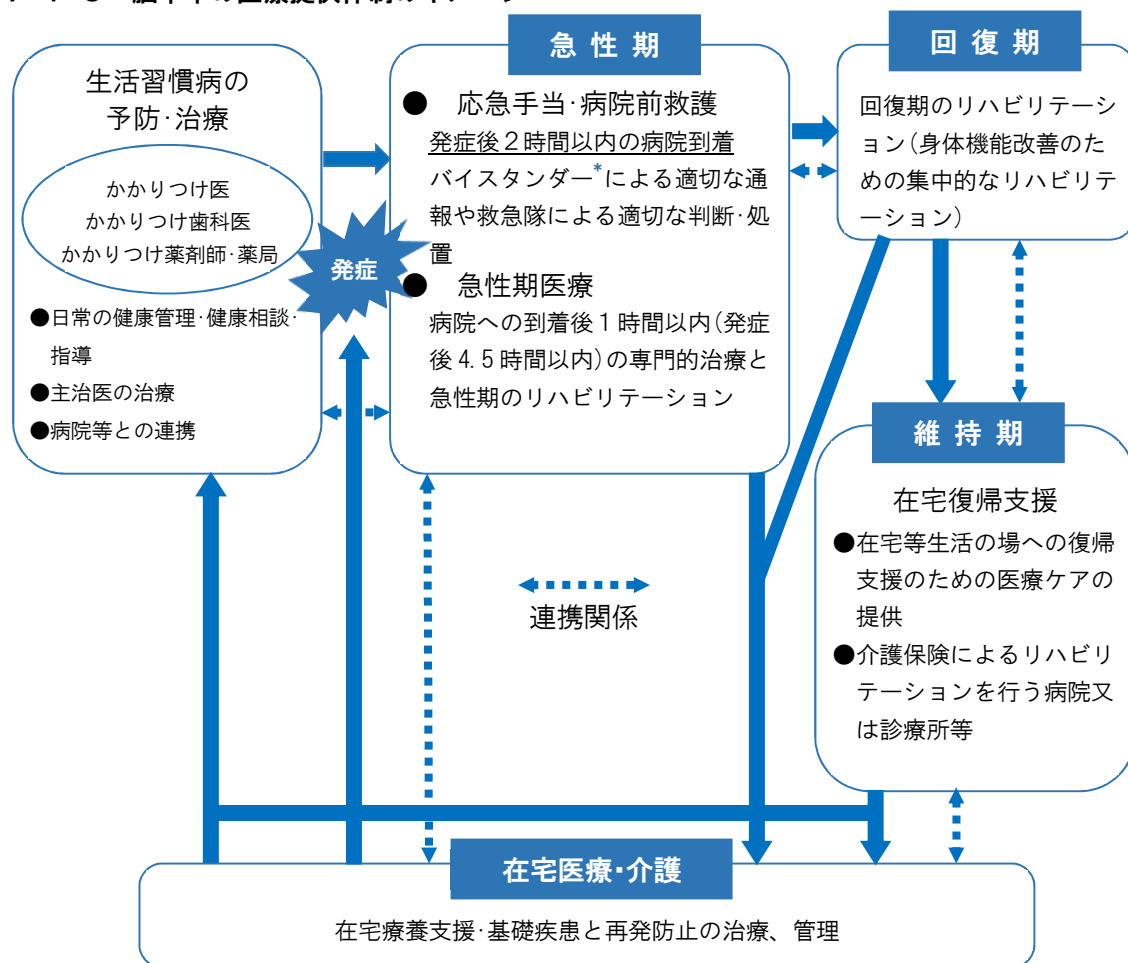 生活習慣病の
予防･治療
かかりつけ医
かかりつけ歯科医
かかりつけ薬剤師･薬局
●日常の健康管理･健康相談･
指導
●主治医の治療
●病院等との連携
発症
急 性 期
● 応急手当･病院前救護
発症後２時間以内の病院到着
バイスタンダー*による適切な通
報や救急隊による適切な判断･処
置
● 急性期医療
病院への到着後１時間以内(発症
後 4.5 時間以内)の専門的治療と
急性期のリハビリテーション
回 復 期
回復期のリハビリテーシ
ョン(身体機能改善のた
めの集中的なリハビリテ
ーション)
維 持 期
在宅復帰支援
●在宅等生活の場への復帰
支援のための医療ケアの
提供
●介護保険によるリハビリ
テーションを行う病院又
は診療所等
連携関係
在宅医療･介護
在宅療養支援･基礎疾患と再発防止の治療、管理